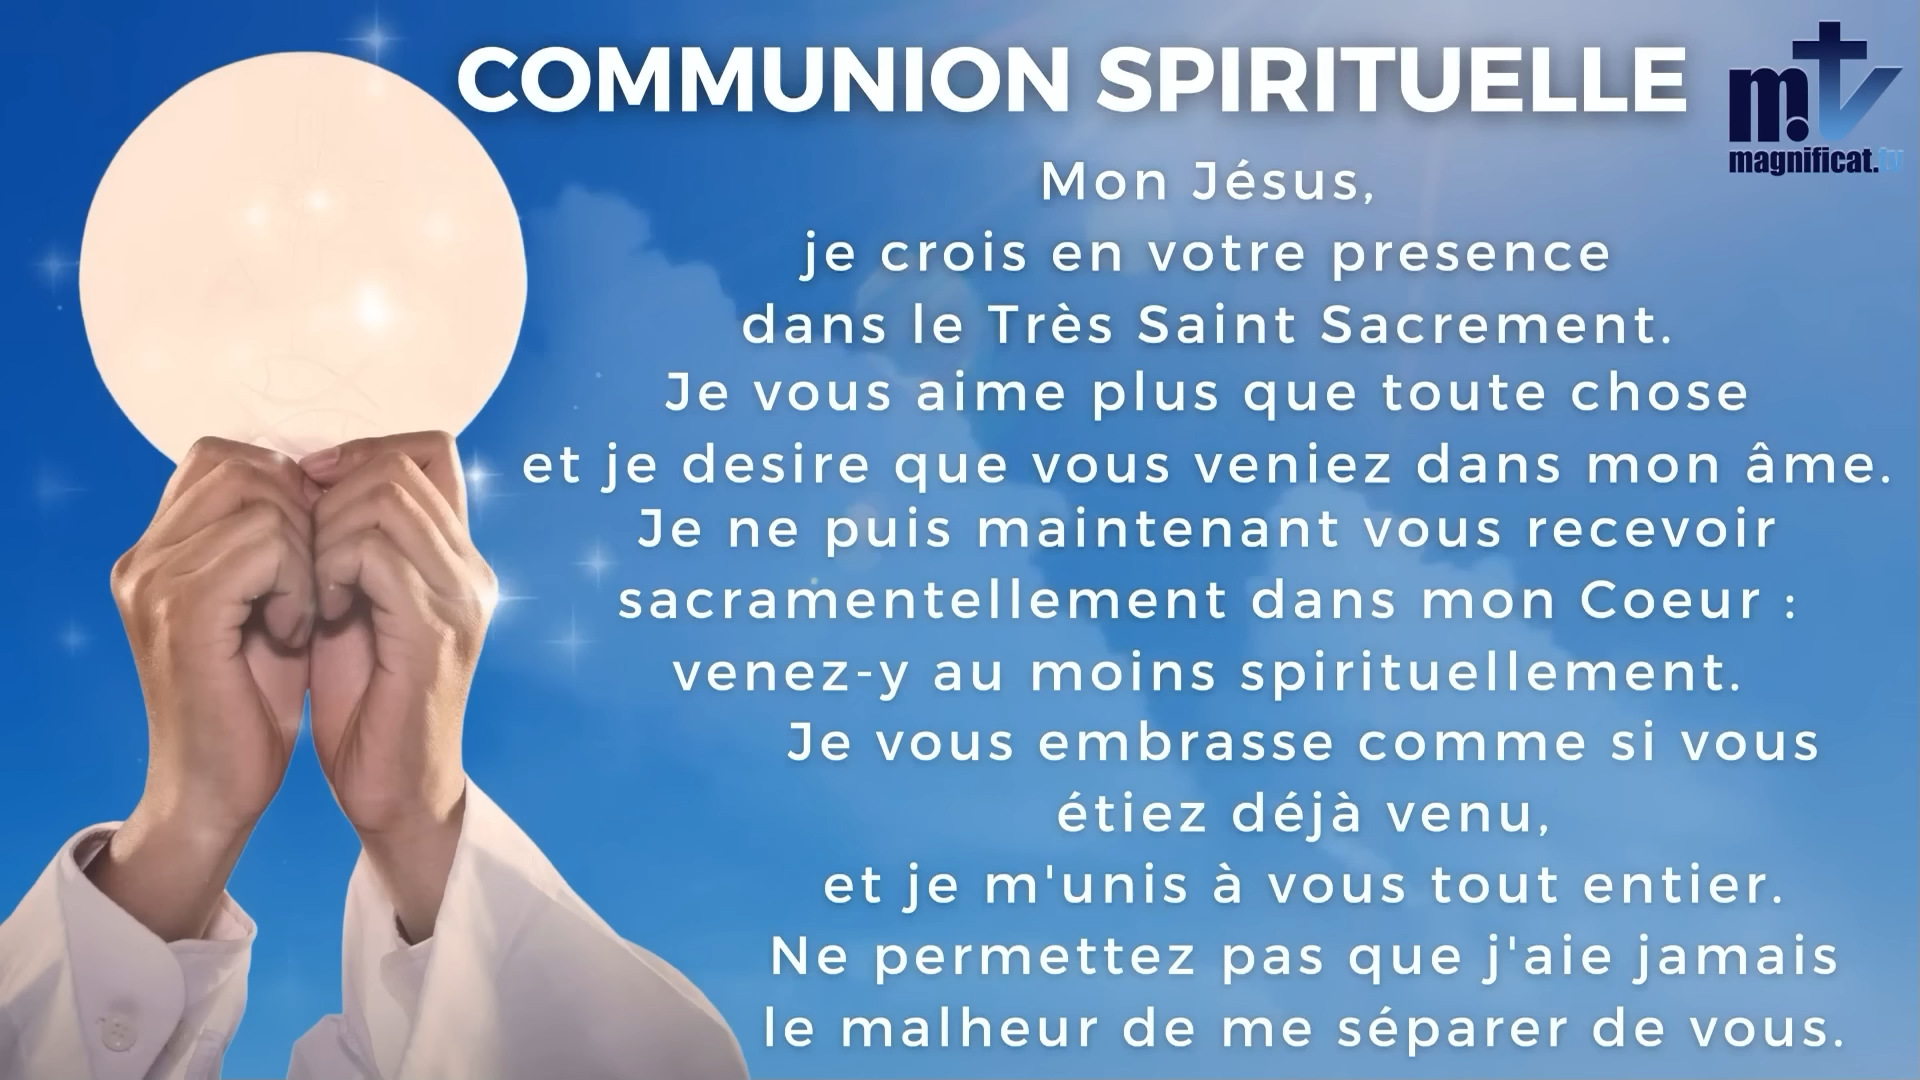 COMMUNION SPIRITUELLE
mtv
magnificat.tv
Mon Jésus,
je crois en votre presence
dans le Très Saint Sacrement.
Je vous aime plus que toute chose
et je desire que vous veniez dans mon âme.
Je ne puis maintenant vous recevoir
sacramentellement dans mon Coeur :
venez-y au moins spirituellement.
Je vous embrasse comme si vous
étiez déjà venu,
et je m'unis à vous tout entier.
Ne permettez pas que j'aie jamais
le malheur de me séparer de vous.